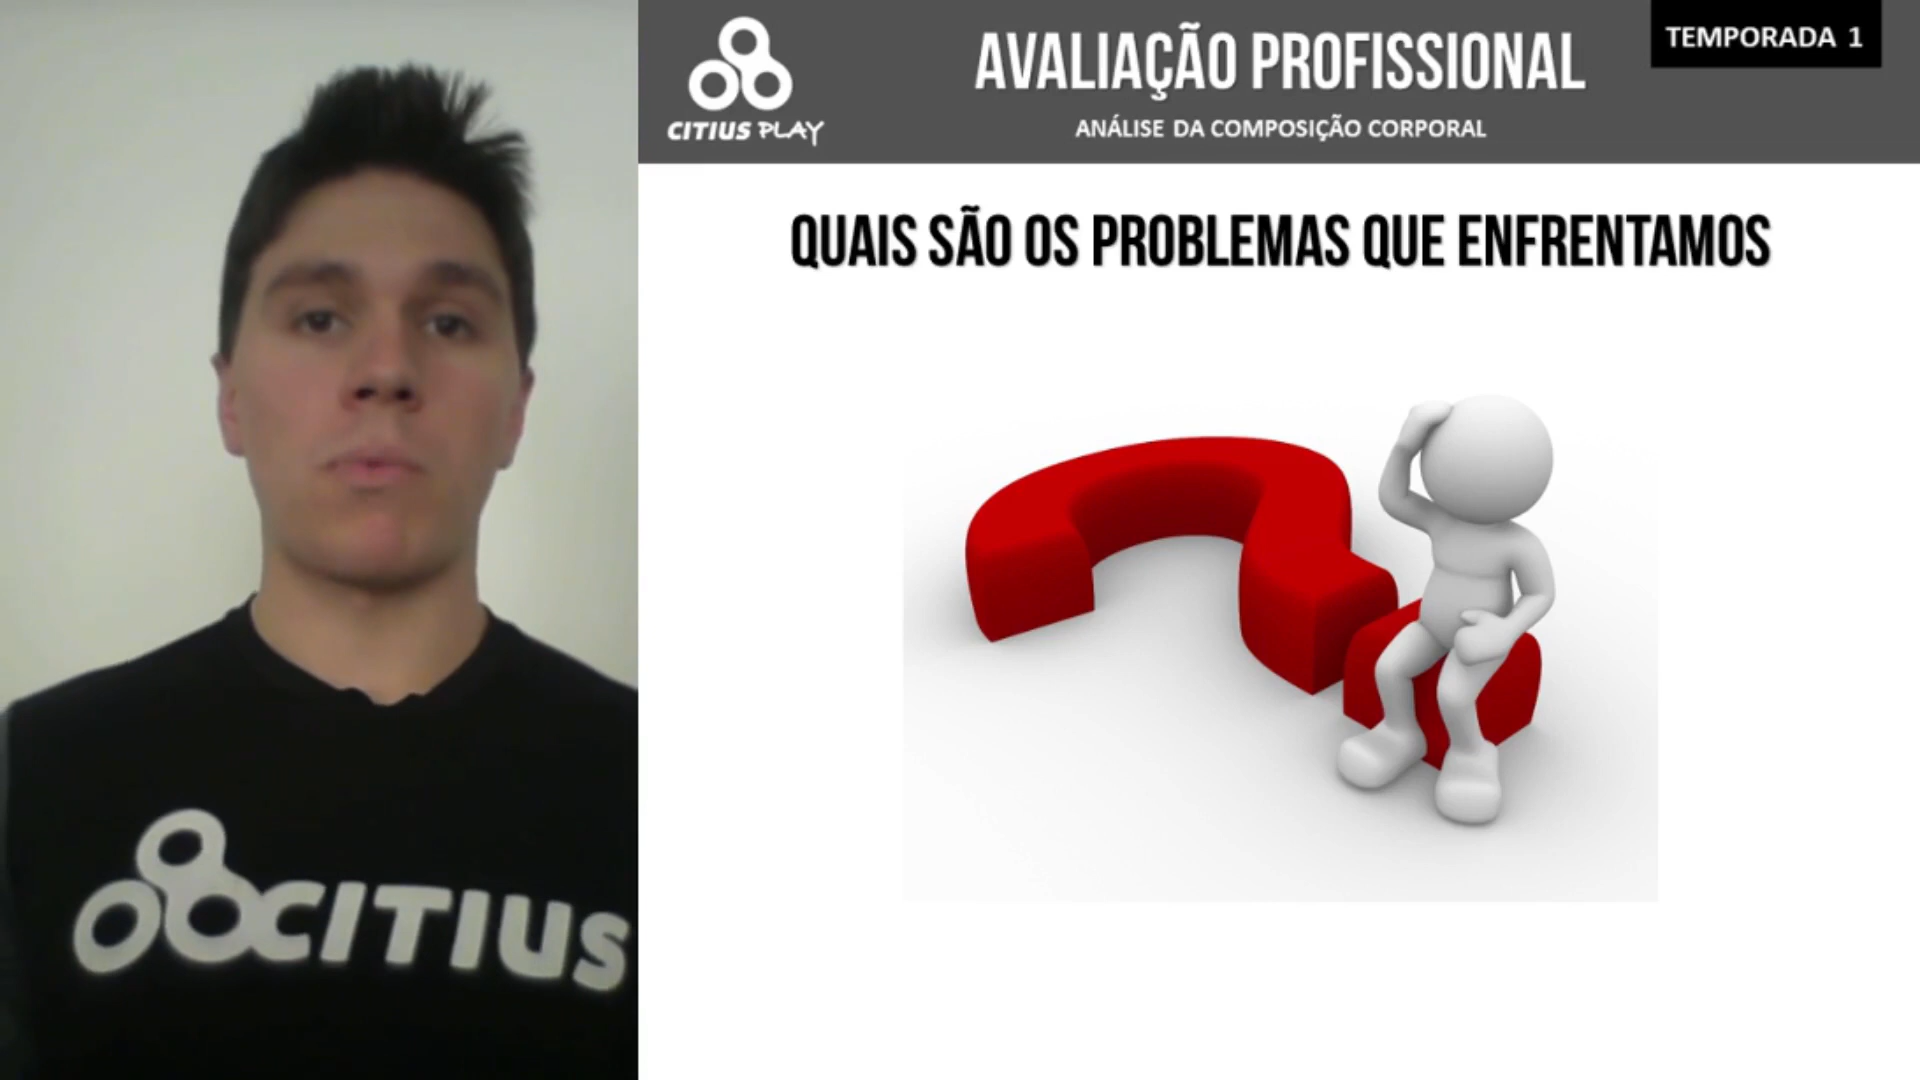 CITIUS PLAY
AVALIAÇÃO PROFISSIONAL
ANÁLISE DA COMPOSIÇÃO CORPORAL
TEMPORADA 1
QUAIS SÃO OS PROBLEMAS QUE ENFRENTAMOS
CITIUS